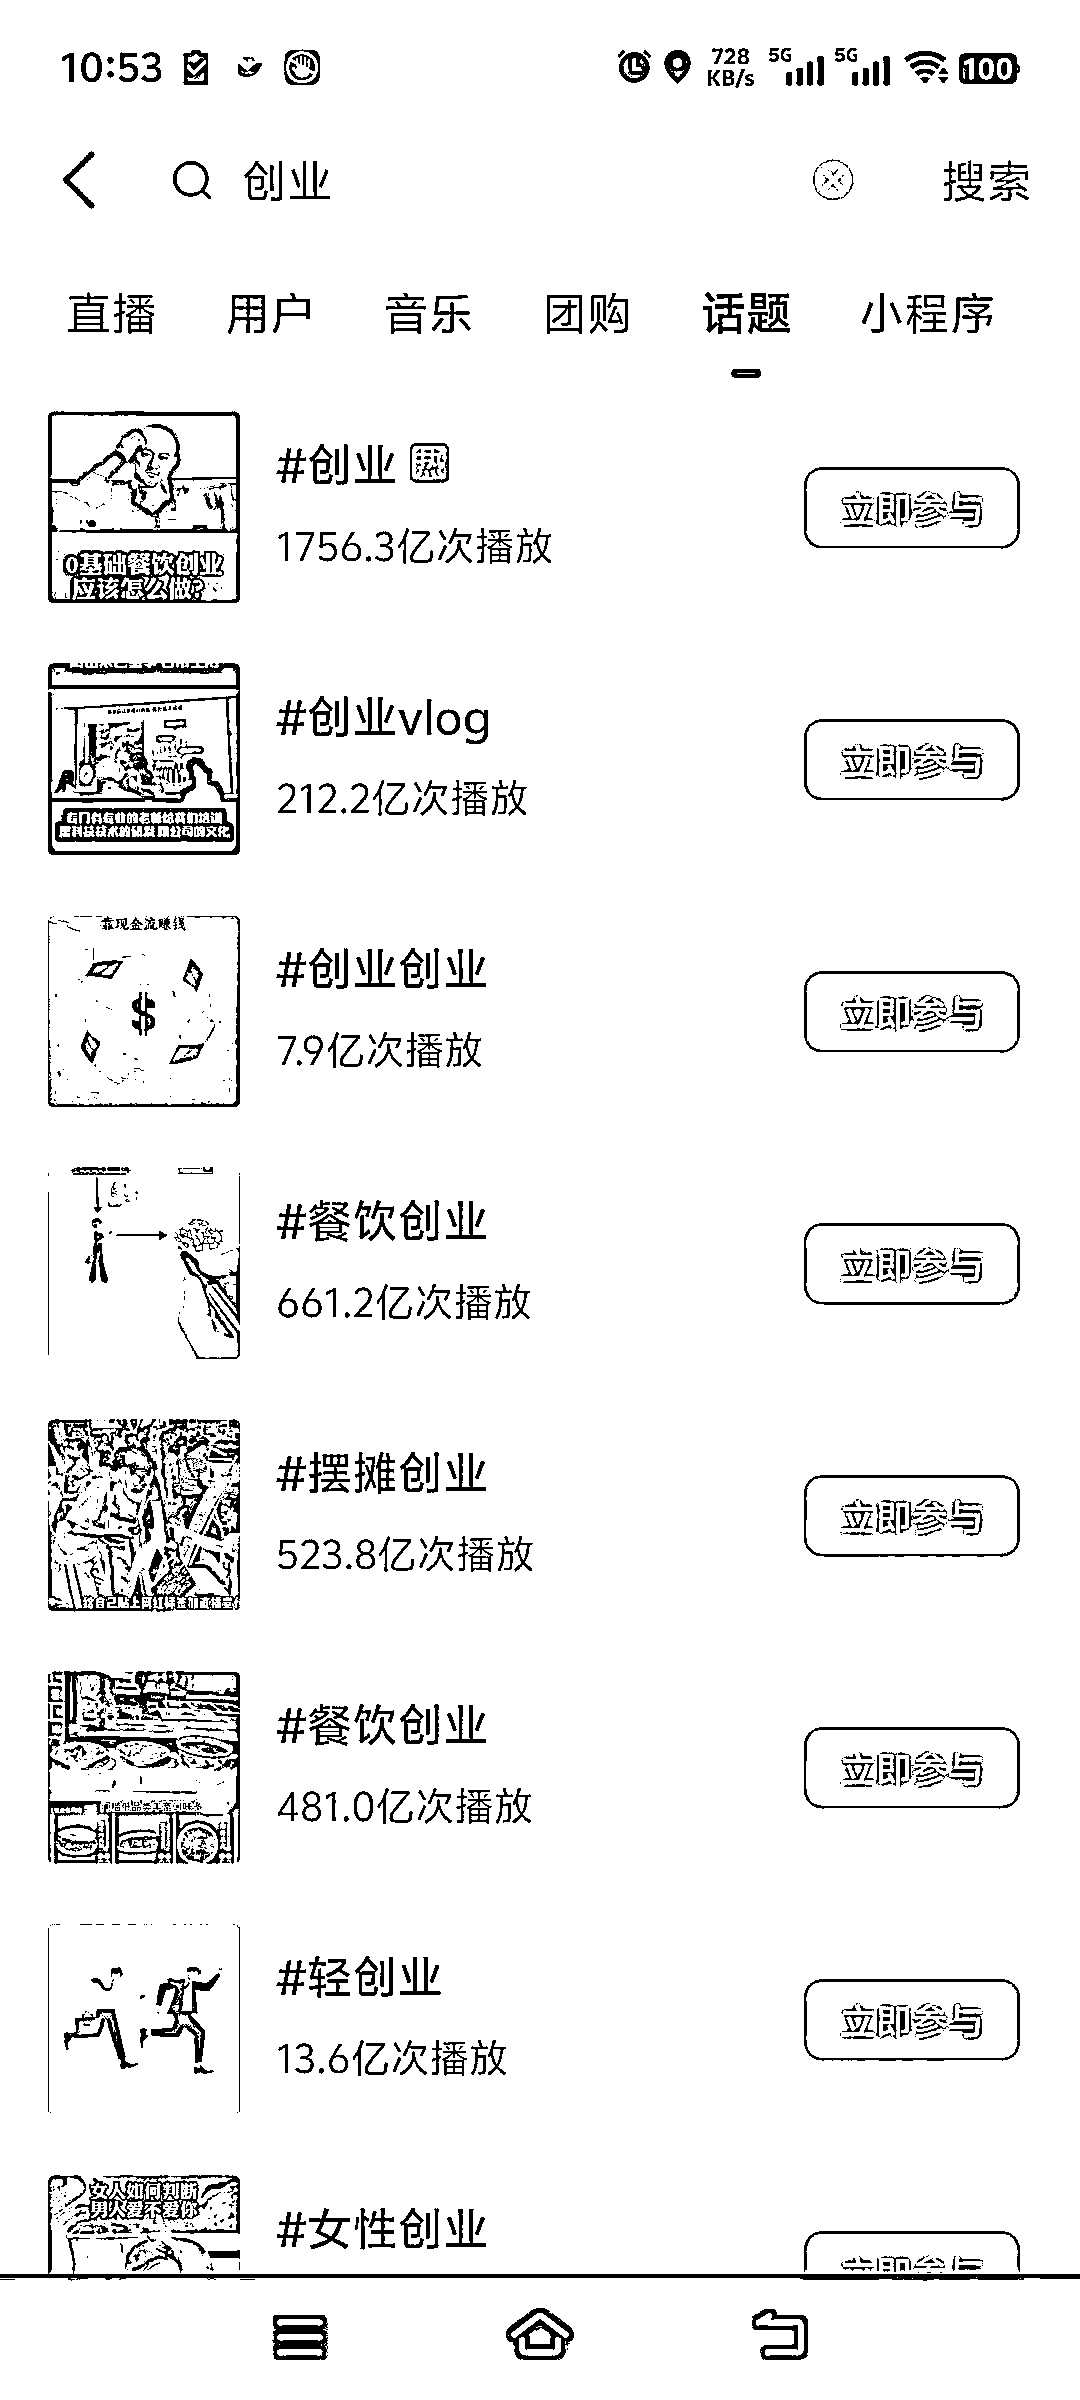 10:53
728 KB/s 5G 5G 100
创业
搜索
直播 用户 音乐 团购 话题 小程序
#创业 热
1756.3亿次播放
立即参与
0基础餐饮创业
应该怎么做?
#创业vlog
212.2亿次播放
立即参与
靠现金流赚钱
$
#创业创业
7.9亿次播放
立即参与
#餐饮创业
661.2亿次播放
立即参与
#摆摊创业
523.8亿次播放
立即参与
#餐饮创业
481.0亿次播放
立即参与
#轻创业
13.6亿次播放
立即参与
女人如何判断
男人爱不爱你
#女性创业
立即参与